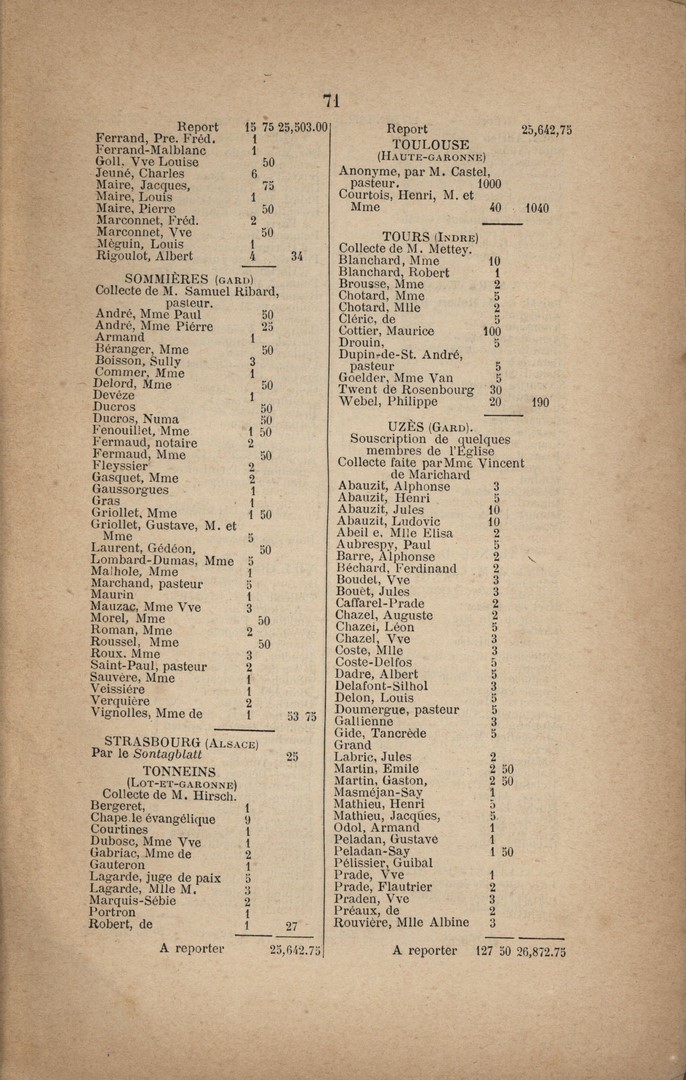 71
Report 15 75 25,503.00
Ferrand, Pre. Fréd. 1
Ferrand-Malblanc 1
Goll. Vve Louise 50
Jeuné, Charles 6
Maire, Jacques, 75
Maire, Louis 1
Maire, Pierre 50
Marconnet, Fréd. 2
Marconnet, Vve 50
Mèguin, Louis 1
Rigoulot, Albert 4 34
SOMMIÈRES (GARD)
Collecte de M. Samuel Ribard,
pasteur.
André, Mme Paul 50
André, Mme Piérre 25
Armand 1
Béranger, Mme 50
Boisson, Sully 3
Commer, Mme 1
Delord, Mme 50
Devéze 1
Ducros 50
Ducros, Numa 50
Fenouillet, Mme 1 50
Fermaud, notaire 2
Fermaud, Mme 50
Fleyssier 2
Gasquet, Mme 2
Gaussorgues 1
Gras 1
Griollet, Mme 1 50
Griollet, Gustave, M. et
Mme 5
Laurent, Gédéon, 50
Lombard-Dumas, Mme 5
Malhole, Mme 1
Marchand, pasteur 5
Maurin 1
Mauzac, Mme Vve 3
Morel, Mme 50
Roman, Mme 2
Roussel, Mme 50
Roux, Mme 3
Saint-Paul, pasteur 2
Sauvère, Mme 1
Veissiére 1
Verquière 2
Vignolles, Mme de 1 53 75
STRASBOURG (ALSACE)
Par le Sontagblatt 25
TONNEINS
(LOT-ET-GARONNE)
Collecte de M. Hirsch.
Bergeret, 1
Chape le évangélique 9
Courtines 1
Dubosc, Mme Vve 1
Gabriac, Mme de 2
Gauteron 1
Lagarde, juge de paix 5
Lagarde, Mlle M. 3
Marquis-Sébie 2
Portron 1
Robert, de 1 27
A reporter 25,642.75
Report 25,642,75
TOULOUSE
(HAUTE-GARONNE)
Anonyme, par M. Castel,
pasteur. 1000
Courtois, Henri, M. et
Mme 40 1040
TOURS (INDRE)
Collecte de M. Mettey.
Blanchard, Mme 10
Blanchard, Robert 1
Brousse, Mme 2
Chotard, Mme 5
Chotard, Mlle 2
Cléric, de 5
Cottier, Maurice 100
Drouin, 5
Dupin-de-St. André,
pasteur 5
Goelder, Mme Van 5
Twent de Rosenbourg 30
Webel, Philippe 20 190
UZÈS (GARD).
Souscription de quelques
membres de l'Eglise
Collecte faite par Mme Vincent
de Marichard
Abauzit, Alphonse 3
Abauzit, Henri 5
Abauzit, Jules 10
Abauzit, Ludovic 10
Abeil e, Mlle Elisa 2
Aubrespy, Paul 5
Barre, Alphonse 2
Béchard, Ferdinand 2
Boudet, Vve 3
Bouët, Jules 3
Caffarel-Prade 2
Chazel, Auguste 2
Chazel, Léon 5
Chazel, Vve 3
Coste, Mlle 3
Coste-Delfos 5
Dadre, Albert 5
Delafont-Silhol 3
Delon, Louis 5
Doumergue, pasteur 5
Gallienne 3
Gide, Tancrède 5
Grand
Labric, Jules 2
Martin, Emile 2 50
Martin, Gaston, 2 50
Masméjan-Say 1
Mathieu, Henri 5
Mathieu, Jacques, 5
Odol, Armand 1
Peladan, Gustave 1
Peladan-Say 1 50
Pélissier, Guibal
Prade, Vve 1
Prade, Flautrier 2
Praden, Vve 3
Préaux, de 2
Rouvière, Mlle Albine 3
A reporter 127 50 26,872.75